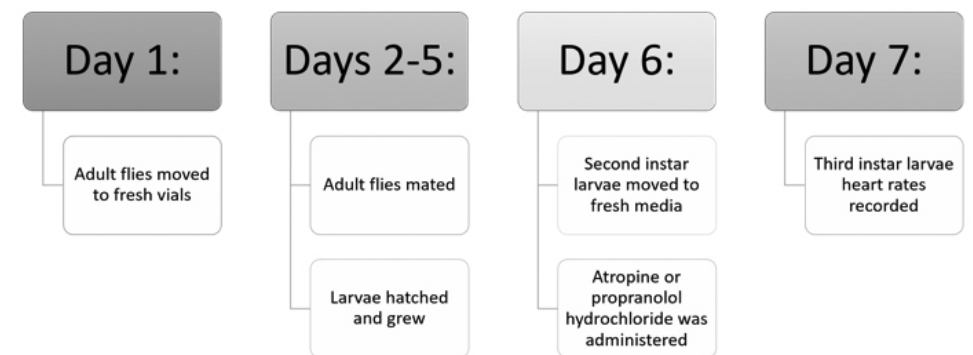 Day 1:
Adult flies moved
to fresh vials
Days 2-5:
Adult flies mated
Larvae hatched
and grew
Day 6:
Second instar
larvae moved to
fresh media
Atropine or
propranolol
hydrochloride was
administered
Day 7:
Third instar larvae
heart rates
recorded